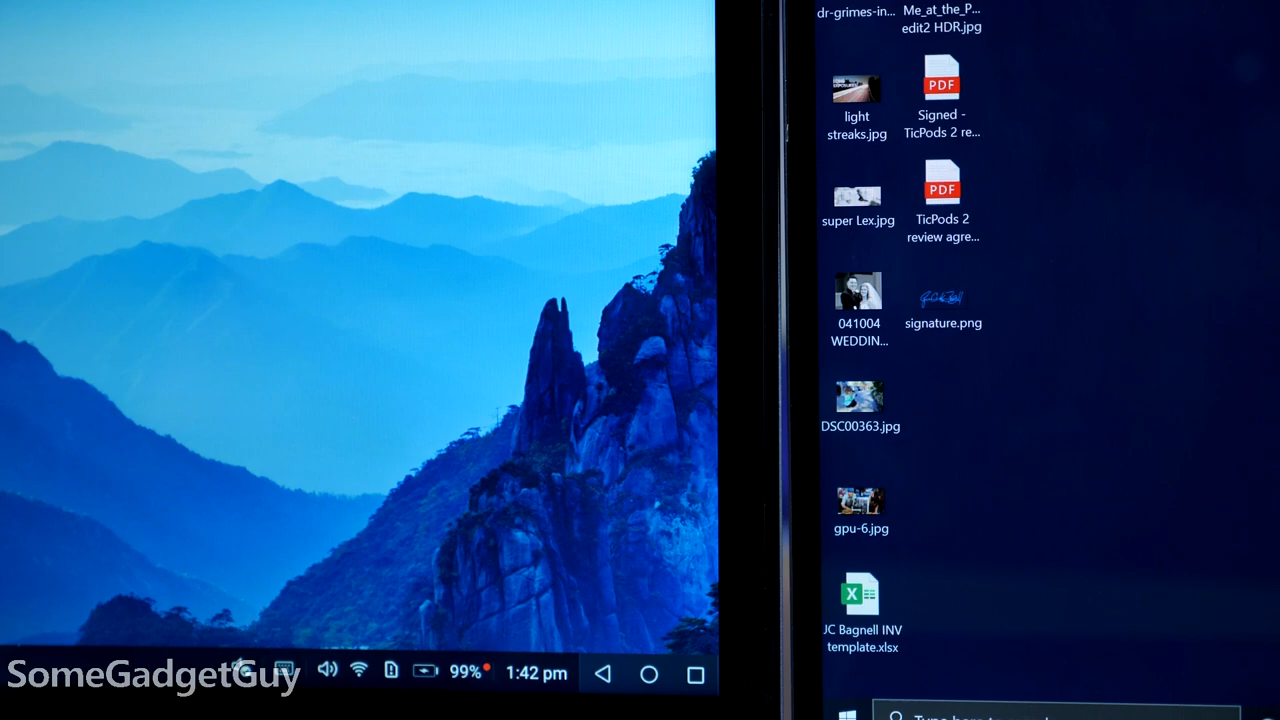 dr-grimes-in...
Me_at_the_P...
edit2 HDR.jpg
light
streaks.jpg
PDF
Signed -
TicPods 2 re...
super Lex.jpg
PDF
TicPods 2
review agre...
041004
WEDDIN...
signature.png
DSC00363.jpg
gpu-6.jpg
X
JC Bagnell INV
template.xlsx
99%
1:42 pm
SomeGadgetGuy